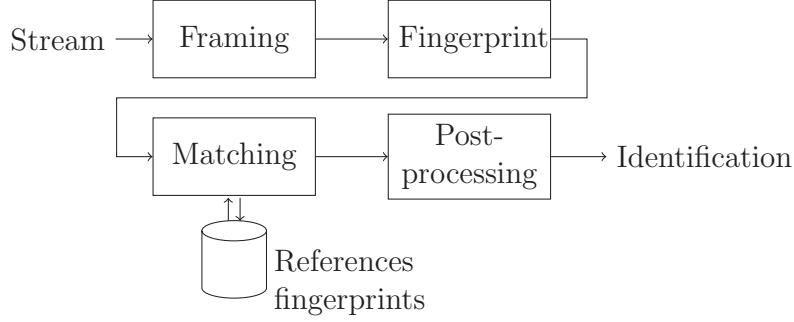 Stream
Framing
Fingerprint
Matching
Post-
processing
Identification
References
fingerprints